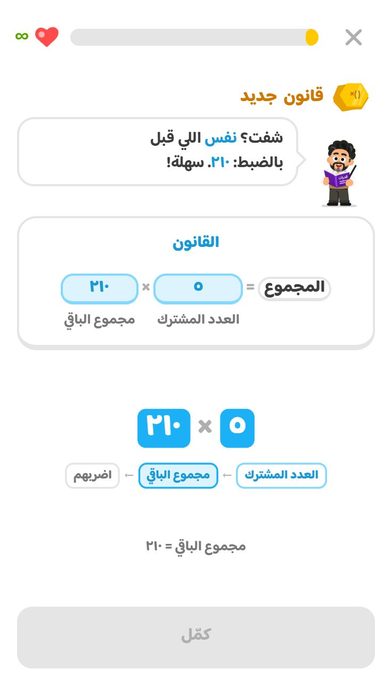 ∞
قانون جديد
×()
شفت؟ نفس اللي قبل
بالضبط: ٢١٠. سهلة!
القانون
المجموع = ٥ × ٢١٠
العدد المشترك مجموع الباقي
٥ × ٢١٠
العدد المشترك ← مجموع الباقي ← اضربهم
مجموع الباقي = ٢١٠
كمّل